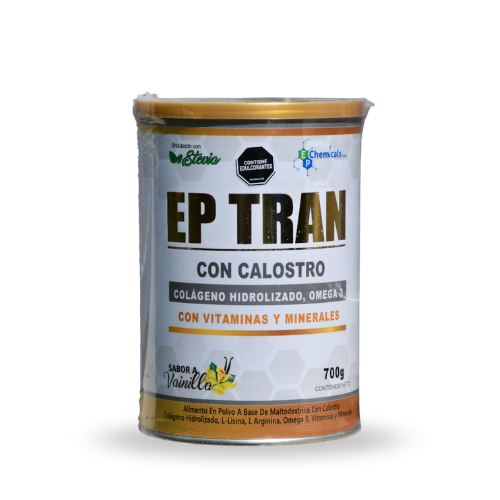 Endulzado con
Stevia
CONTIENE
EDULCORANTES
E
P
Chemicals
EP TRAN
CON CALOSTRO
COLÁGENO HIDROLIZADO, OMEGA 3,
CON VITAMINAS Y MINERALES
SABOR A
Vainilla
700g
CONTENIDO NETO
Alimento En Polvo A Base De Maltodextrina Con Calostro
Colágeno Hidrolizado, L-Lisina, L Arginina, Omega 3, Vitaminas y Minerales